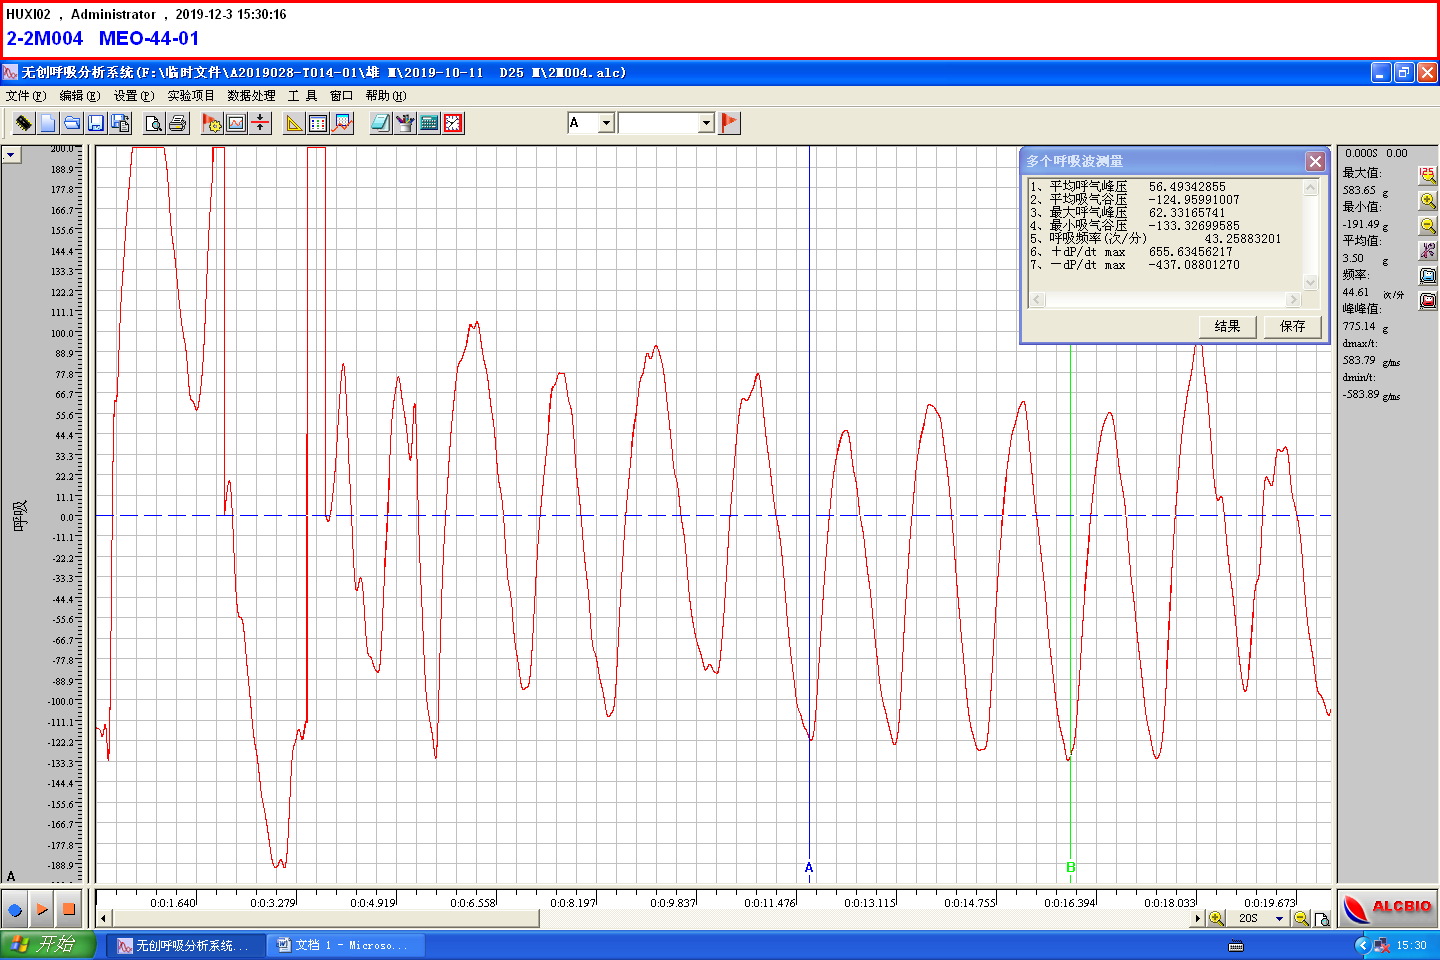 HUXI02 , Administrator , 2019-12-3 15:30:16
2-2M004 MEO-44-01
无创呼吸分析系统(F:\临时文件\A2019028-T014-01\雄 M\2019-10-11 D25 M\2M004.alc)
文件(F) 编辑(E) 设置(P) 实验项目 数据处理 工 具 窗口 帮助(H)
A
200.0
188.9
177.8
166.7
155.6
144.4
133.3
122.2
111.1
100.0
88.9
77.8
66.7
55.6
44.4
33.3
22.2
11.1
0.0
-11.1
-22.2
-33.3
-44.4
-55.6
-66.7
-77.8
-88.9
-100.0
-111.1
-122.2
-133.3
-144.4
-155.6
-166.7
-177.8
-188.9
呼吸
A
多个呼吸波测量
1、平均呼气峰压 56.49342855
2、平均吸气谷压 -124.95991007
3、最大呼气峰压 62.33165741
4、最小吸气谷压 -133.32699585
5、呼吸频率(次/分) 43.25883201
6、＋dP/dt max 655.63456217
7、－dP/dt max -437.08801270
结果 保存
0.000S 0.00
最大值:
583.65 g
最小值:
-191.49 g
平均值:
3.50 g
频率:
44.61 次/分
峰峰值:
775.14 g
dmax/t:
583.79 g/ms
dmin/t:
-583.89 g/ms
125
A B
0:0:1.640 0:0:3.279 0:0:4.919 0:0:6.558 0:0:8.197 0:0:9.837 0:0:11.476 0:0:13.115 0:0:14.755 0:0:16.394 0:0:18.033 0:0:19.673
20S
ALCBIO
开始 无创呼吸分析系统... 文档 1 - Microso... 15:30